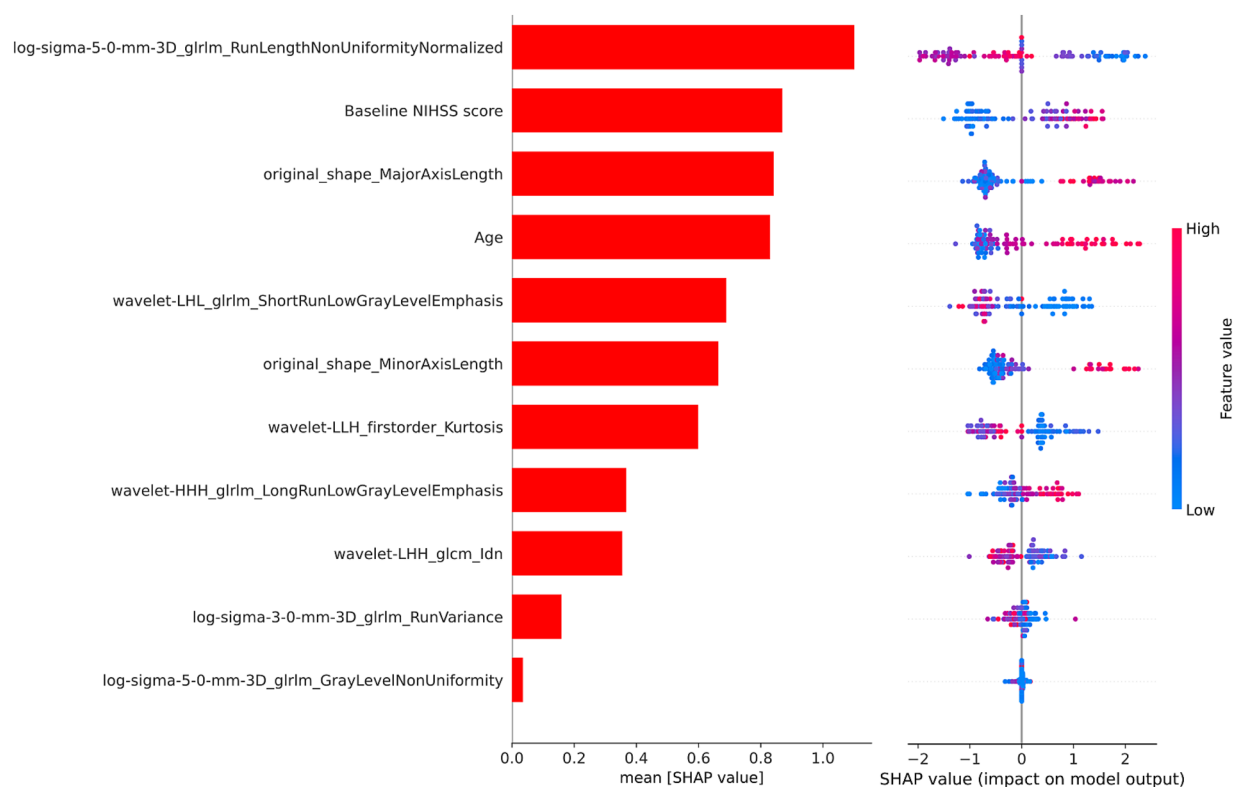 log-sigma-5-0-mm-3D_glrlm_RunLengthNonUniformityNormalized
Baseline NIHSS score
original_shape_MajorAxisLength
Age
wavelet-LHL_glrlm_ShortRunLowGrayLevelEmphasis
original_shape_MinorAxisLength
wavelet-LLH_firstorder_Kurtosis
wavelet-HHH_glrlm_LongRunLowGrayLevelEmphasis
wavelet-LHH_glcm_Idn
log-sigma-3-0-mm-3D_glrlm_RunVariance
log-sigma-5-0-mm-3D_glrlm_GrayLevelNonUniformity
0.0 0.2 0.4 0.6 0.8 1.0
mean [SHAP value]
−2 −1 0 1 2
SHAP value (impact on model output)
High
Feature value
Low